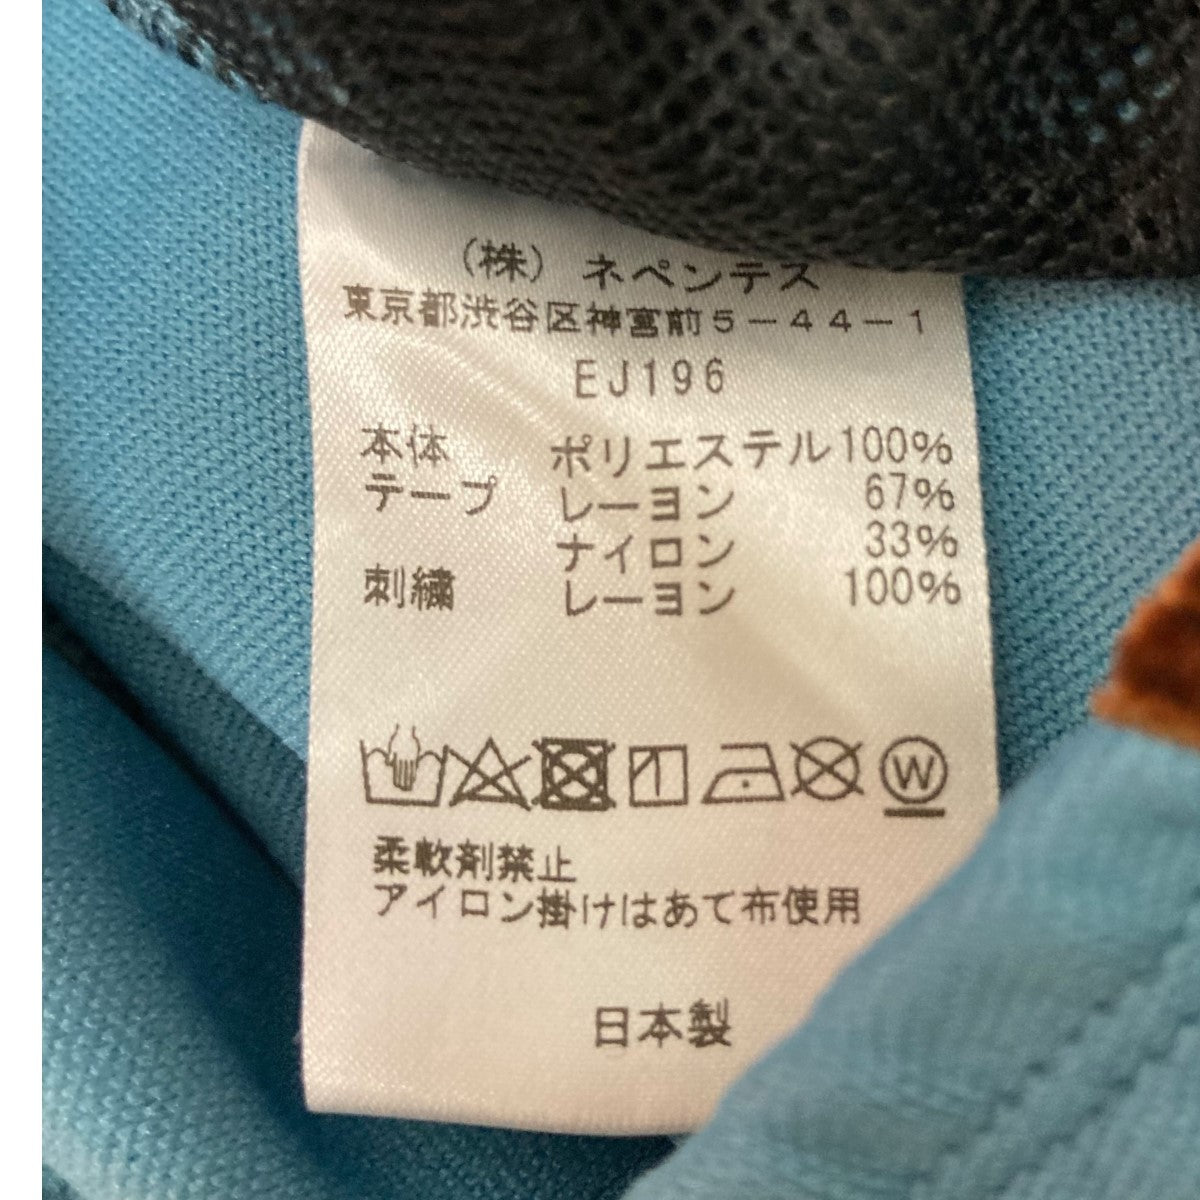 (株) ネペンテス
東京都渋谷区神宮前5-44-1
EJ196
本体 ポリエステル100%
テープ レーヨン 67%
ナイロン 33%
刺繍 レーヨン 100%
W
柔軟剤禁止
アイロン掛けはあて布使用
日本製